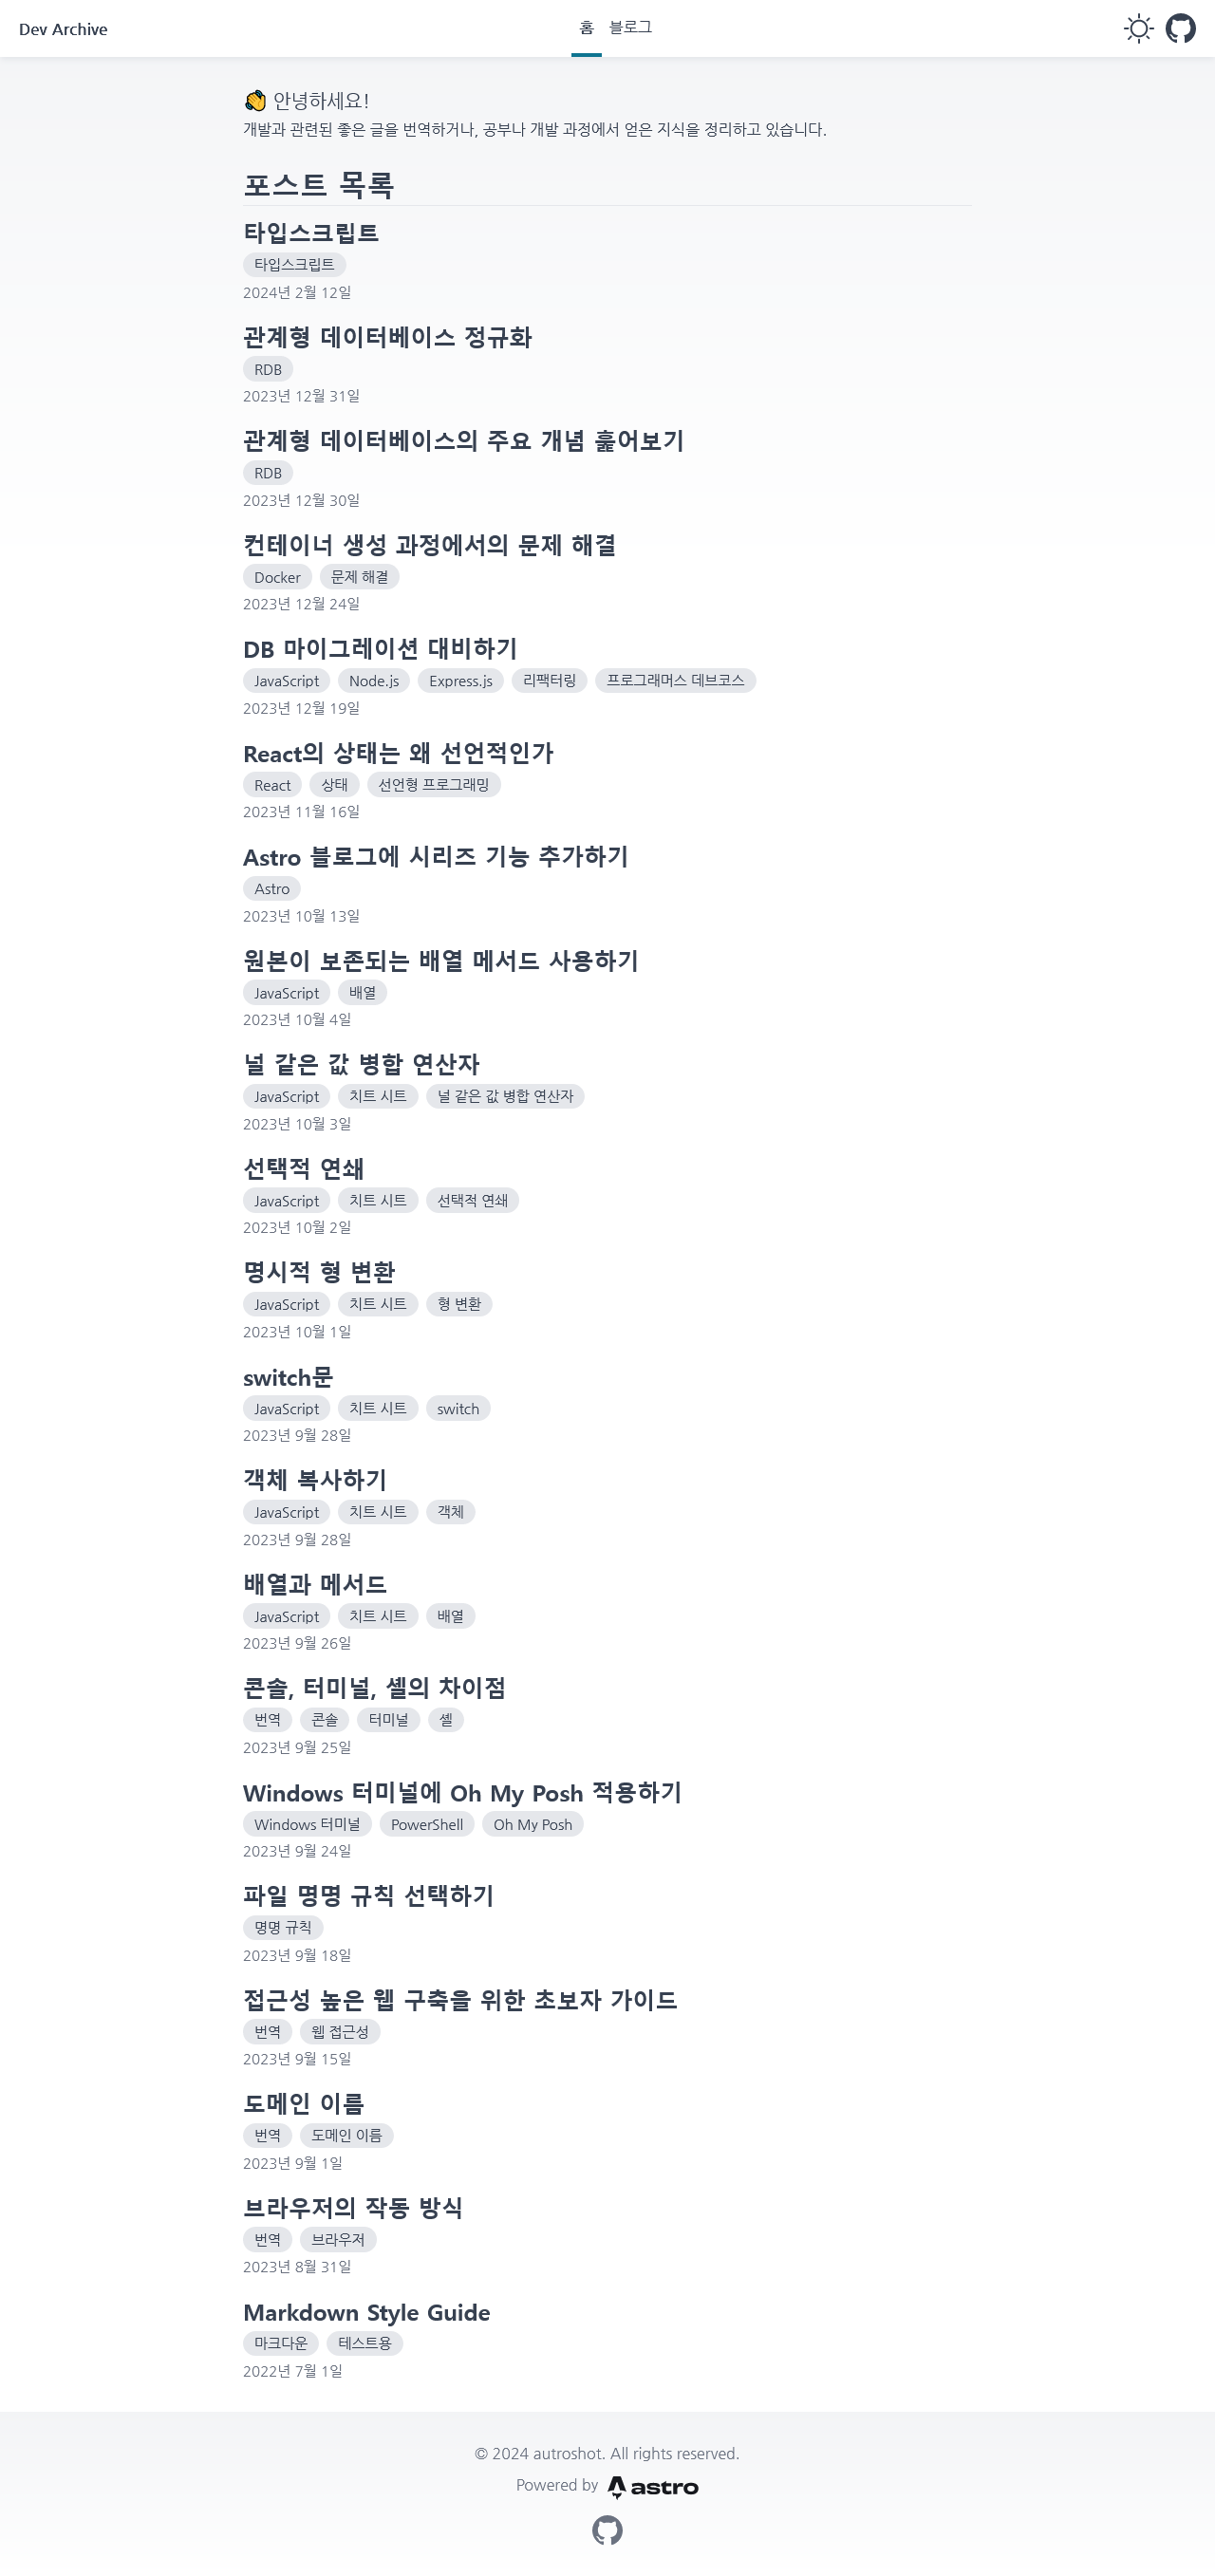 Dev Archive
홈 블로그
👏 안녕하세요!
개발과 관련된 좋은 글을 번역하거나, 공부나 개발 과정에서 얻은 지식을 정리하고 있습니다.
포스트 목록
타입스크립트
타입스크립트
2024년 2월 12일
관계형 데이터베이스 정규화
RDB
2023년 12월 31일
관계형 데이터베이스의 주요 개념 훑어보기
RDB
2023년 12월 30일
컨테이너 생성 과정에서의 문제 해결
Docker 문제 해결
2023년 12월 24일
DB 마이그레이션 대비하기
JavaScript Node.js Express.js 리팩터링 프로그래머스 데브코스
2023년 12월 19일
React의 상태는 왜 선언적인가
React 상태 선언형 프로그래밍
2023년 11월 16일
Astro 블로그에 시리즈 기능 추가하기
Astro
2023년 10월 13일
원본이 보존되는 배열 메서드 사용하기
JavaScript 배열
2023년 10월 4일
널 같은 값 병합 연산자
JavaScript 치트 시트 널 같은 값 병합 연산자
2023년 10월 3일
선택적 연쇄
JavaScript 치트 시트 선택적 연쇄
2023년 10월 2일
명시적 형 변환
JavaScript 치트 시트 형 변환
2023년 10월 1일
switch문
JavaScript 치트 시트 switch
2023년 9월 28일
객체 복사하기
JavaScript 치트 시트 객체
2023년 9월 28일
배열과 메서드
JavaScript 치트 시트 배열
2023년 9월 26일
콘솔, 터미널, 셸의 차이점
번역 콘솔 터미널 셸
2023년 9월 25일
Windows 터미널에 Oh My Posh 적용하기
Windows 터미널 PowerShell Oh My Posh
2023년 9월 24일
파일 명명 규칙 선택하기
명명 규칙
2023년 9월 18일
접근성 높은 웹 구축을 위한 초보자 가이드
번역 웹 접근성
2023년 9월 15일
도메인 이름
번역 도메인 이름
2023년 9월 1일
브라우저의 작동 방식
번역 브라우저
2023년 8월 31일
Markdown Style Guide
마크다운 테스트용
2022년 7월 1일
© 2024 autroshot. All rights reserved.
Powered by astro